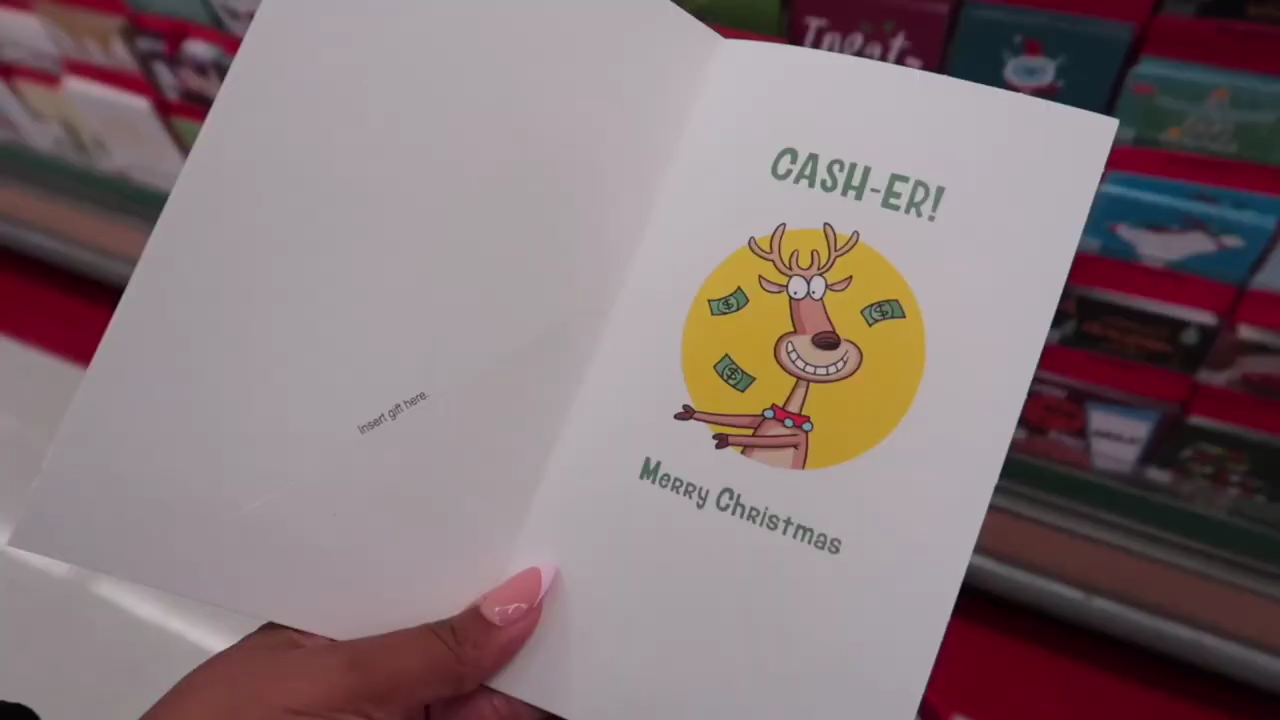 Insert gift here.
CASH-ER!
$
$
$
Merry Christmas
Treats